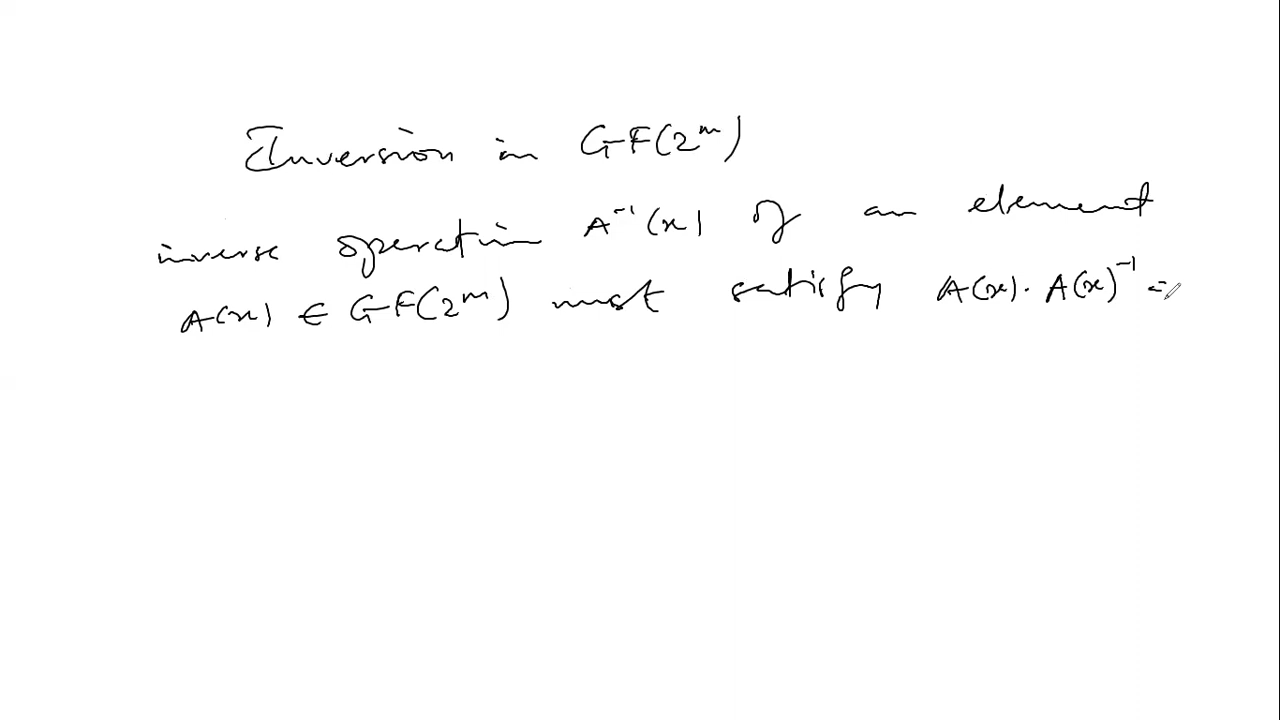 Inversion in GF(2^m)
inverse operation A^-1(x) of an element
A(x) ∈ GF(2^m) must satisfy A(x) · A(x)^-1 =